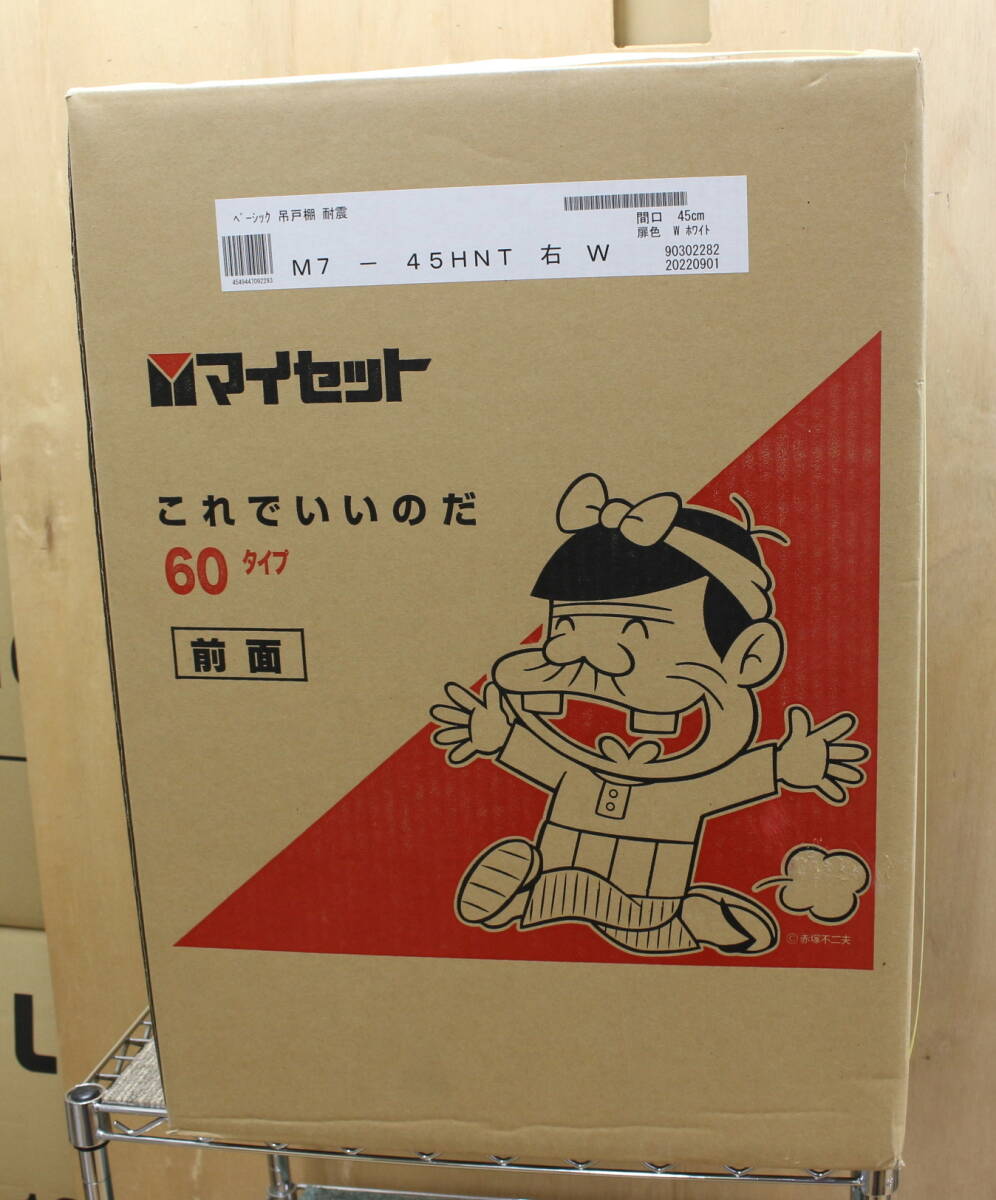 ベーシック 吊戸棚 耐震
間口 45cm
扉色 W ホワイト
M7 － 45HNT 右 W
90302282
20220901
4549447092293
マイセット
これでいいのだ
60 タイプ
前面
©赤塚不二夫